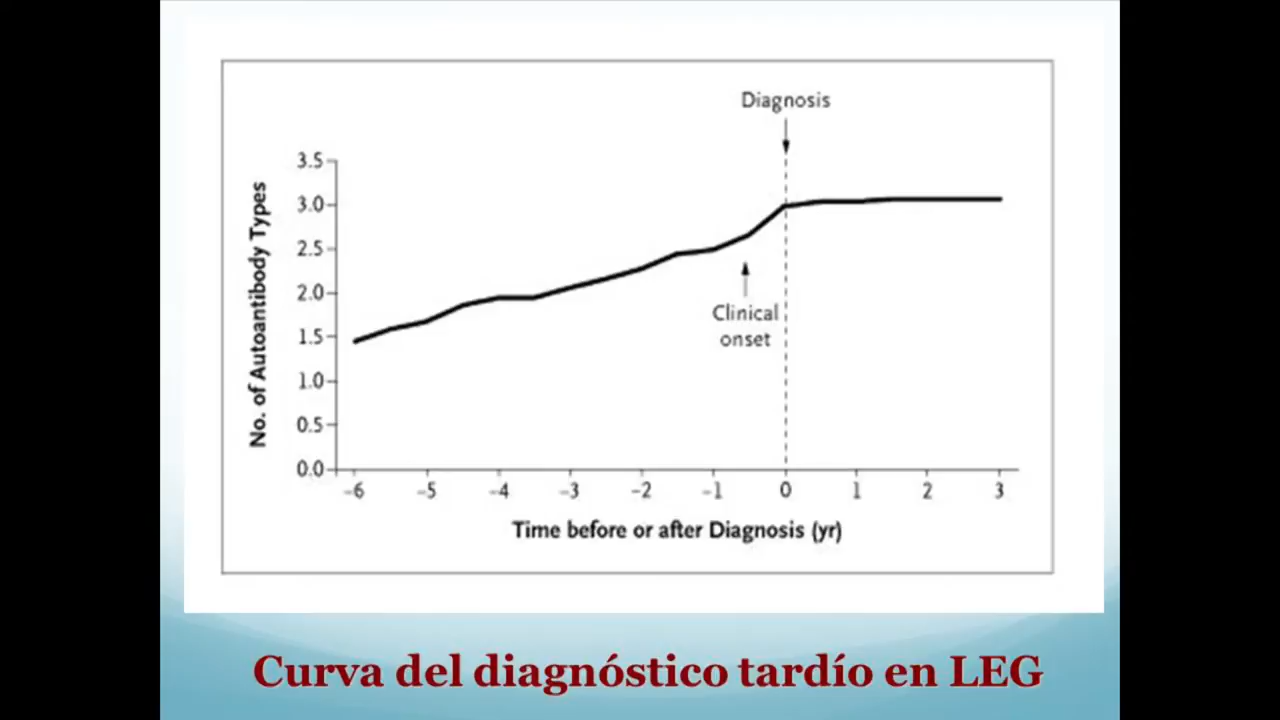 Diagnosis
3.5
3.0
2.5
2.0
1.5
1.0
0.5
0.0
No. of Autoantibody Types
Clinical
onset
-6 -5 -4 -3 -2 -1 0 1 2 3
Time before or after Diagnosis (yr)
Curva del diagnóstico tardío en LEG